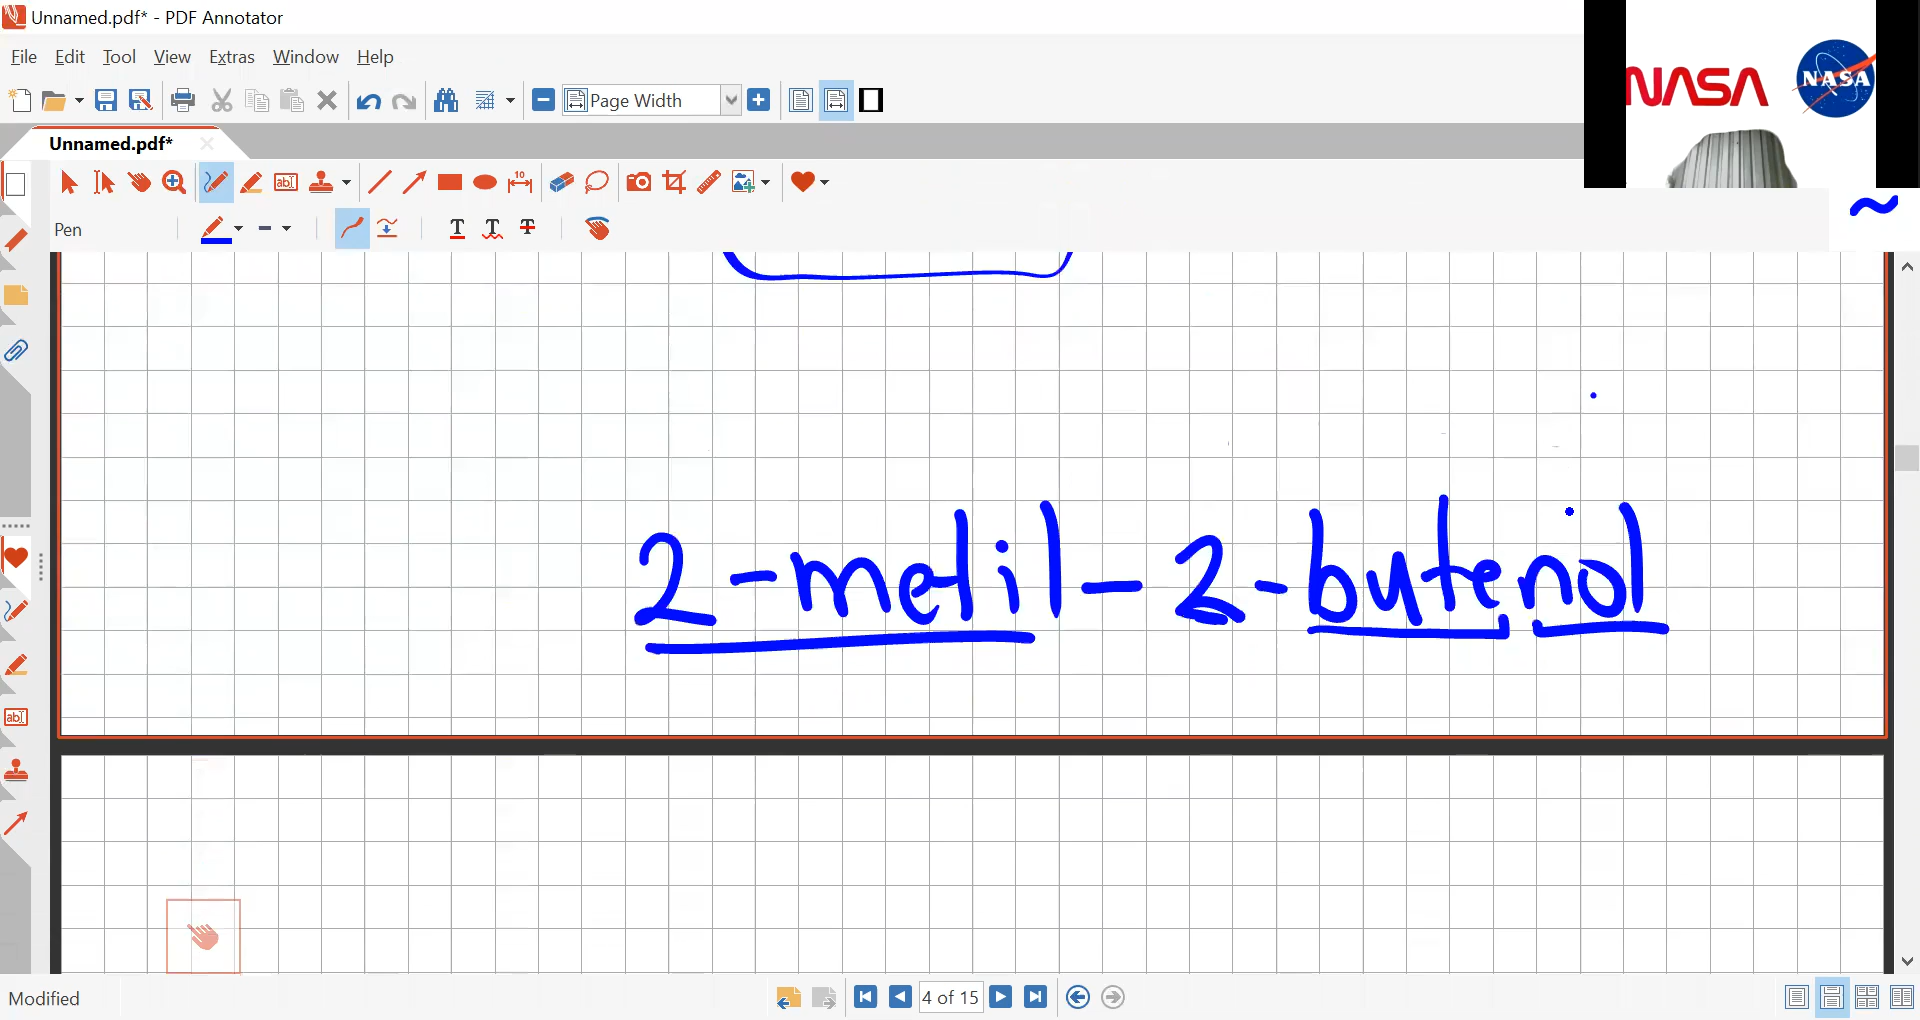 Unnamed.pdf* - PDF Annotator
File Edit Tool View Extras Window Help
NASA
NASA
Page Width
Unnamed.pdf*
10
Pen
2-metil-2-butenol
4 of 15
Modified